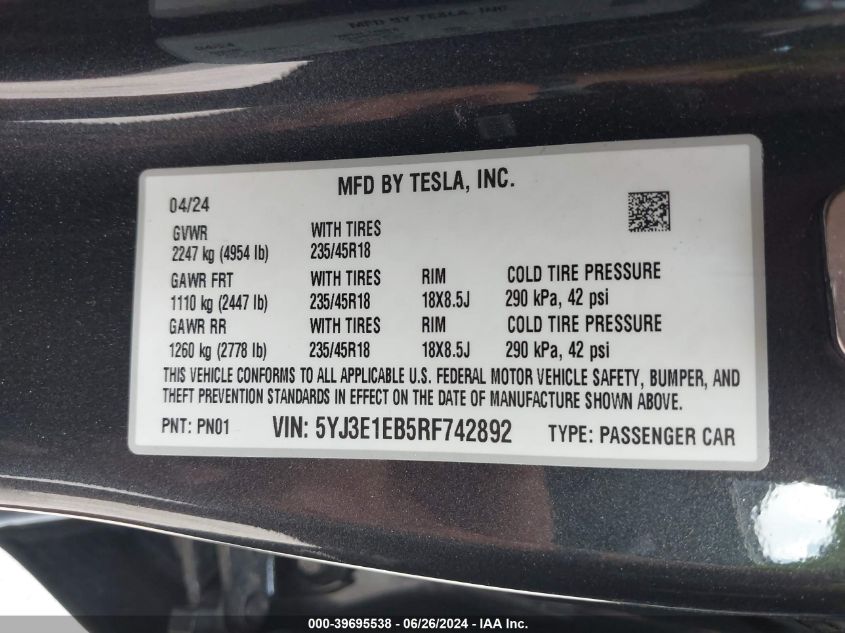 MFD BY TESLA, INC.
04/24
GVWR WITH TIRES
2247 kg (4954 lb) 235/45R18
GAWR FRT WITH TIRES RIM COLD TIRE PRESSURE
1110 kg (2447 lb) 235/45R18 18X8.5J 290 kPa, 42 psi
GAWR RR WITH TIRES RIM COLD TIRE PRESSURE
1260 kg (2778 lb) 235/45R18 18X8.5J 290 kPa, 42 psi
THIS VEHICLE CONFORMS TO ALL APPLICABLE U.S. FEDERAL MOTOR VEHICLE SAFETY, BUMPER, AND
THEFT PREVENTION STANDARDS IN EFFECT ON THE DATE OF MANUFACTURE SHOWN ABOVE.
PNT: PN01 VIN: 5YJ3E1EB5RF742892 TYPE: PASSENGER CAR
000-39695538 - 06/26/2024 - IAA Inc.